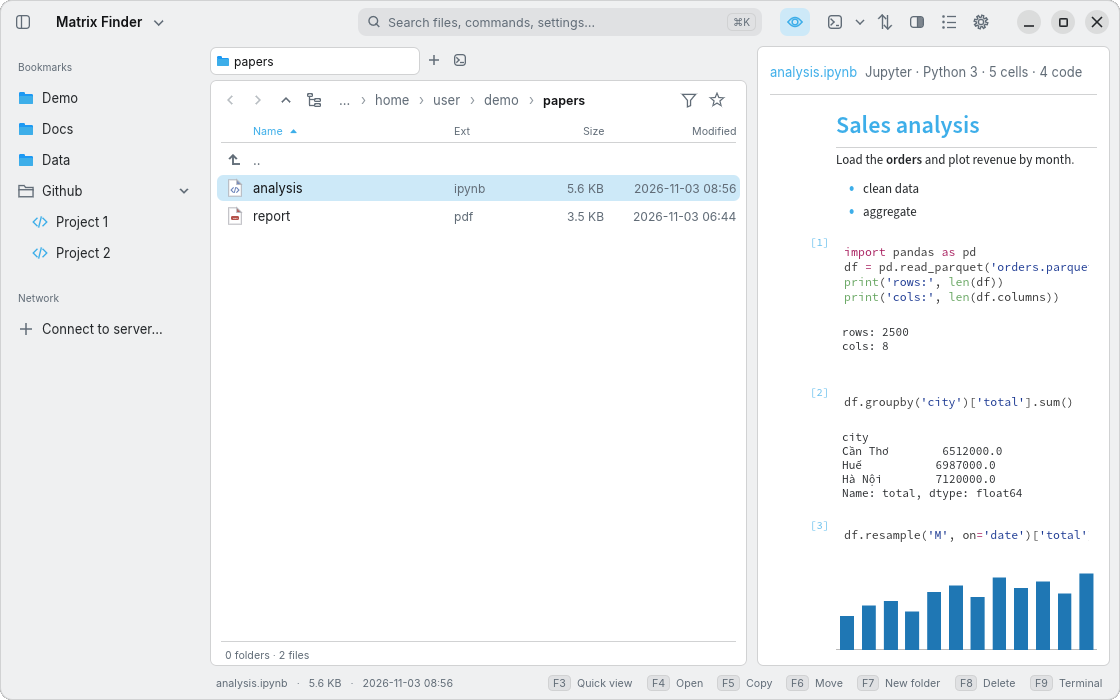 Matrix Finder
Search files, commands, settings...
⌘K
Bookmarks
Demo
Docs
Data
Github
Project 1
Project 2
Network
Connect to server...
papers
... › home › user › demo › papers
Name Ext Size Modified
..
analysis ipynb 5.6 KB 2026-11-03 08:56
report pdf 3.5 KB 2026-11-03 06:44
0 folders · 2 files
analysis.ipynb Jupyter · Python 3 · 5 cells · 4 code
Sales analysis
Load the orders and plot revenue by month.
• clean data
• aggregate
[1]
import pandas as pd
df = pd.read_parquet('orders.parque
print('rows:', len(df))
print('cols:', len(df.columns))
rows: 2500
cols: 8
[2]
df.groupby('city')['total'].sum()
city
Cần Thơ 6512000.0
Huế 6987000.0
Hà Nội 7120000.0
Name: total, dtype: float64
[3]
df.resample('M', on='date')['total'
analysis.ipynb · 5.6 KB · 2026-11-03 08:56
F3 Quick view F4 Open F5 Copy F6 Move F7 New folder F8 Delete F9 Terminal